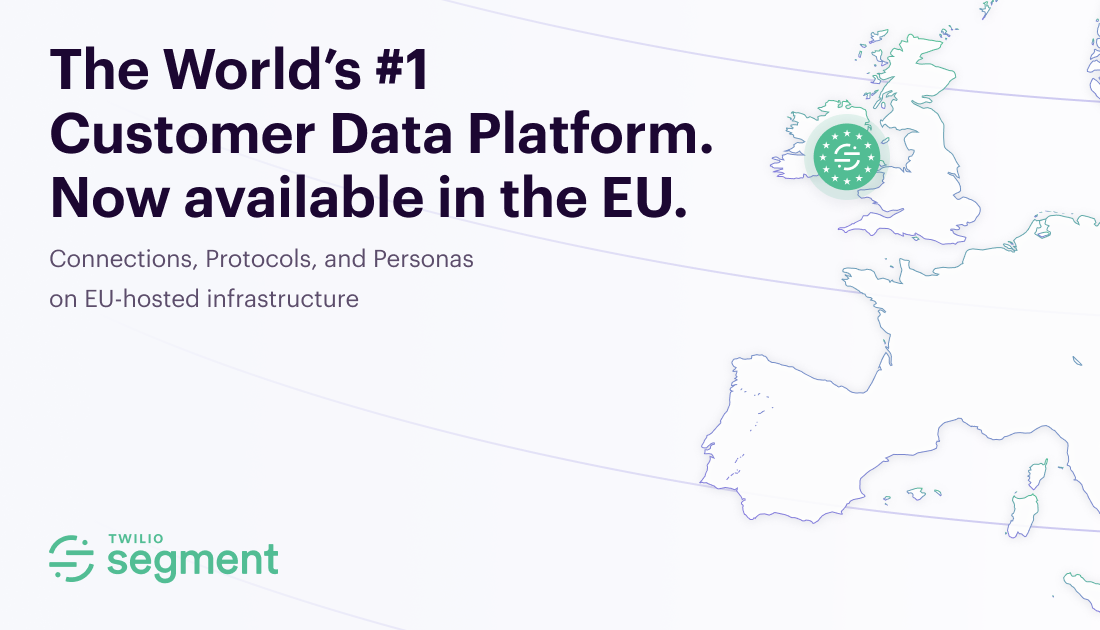 The World’s #1
Customer Data Platform.
Now available in the EU.
Connections, Protocols, and Personas
on EU-hosted infrastructure
TWILIO
segment